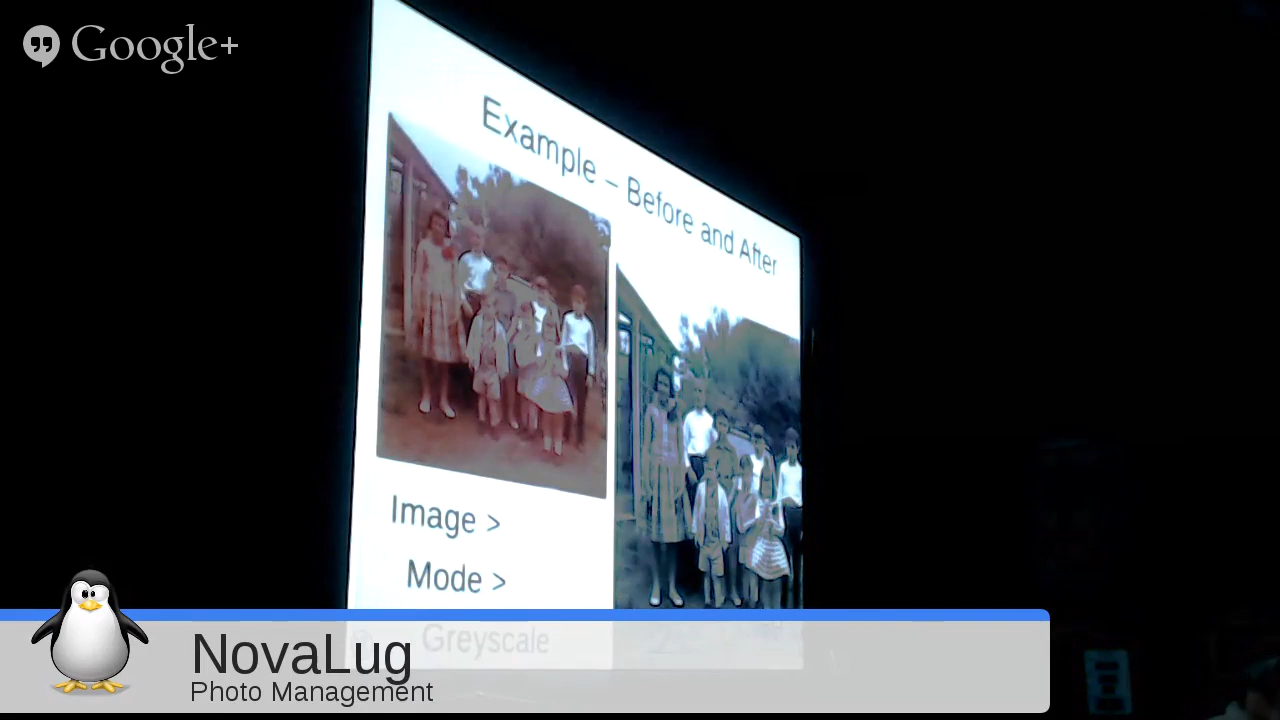 Google+
Example – Before and After
Image >
Mode >
Greyscale
NovaLug
Photo Management